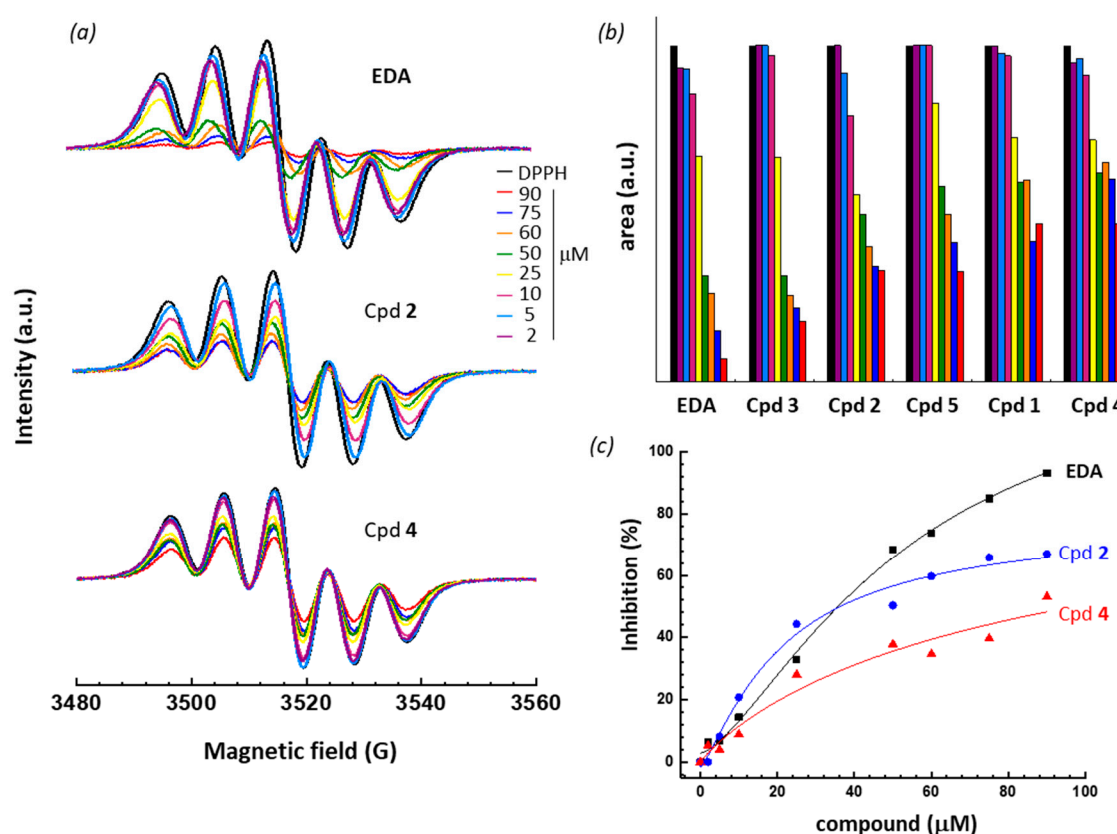 (a)
EDA
DPPH
90
75
60
50
25
10
5
2
μM
Cpd 2
Cpd 4
Intensity (a.u.)
3480 3500 3520 3540 3560
Magnetic field (G)
(b)
area (a.u.)
EDA Cpd 3 Cpd 2 Cpd 5 Cpd 1 Cpd 4
(c)
100
80
60
40
20
0
Inhibition (%)
EDA
Cpd 2
Cpd 4
0 20 40 60 80 100
compound (μM)